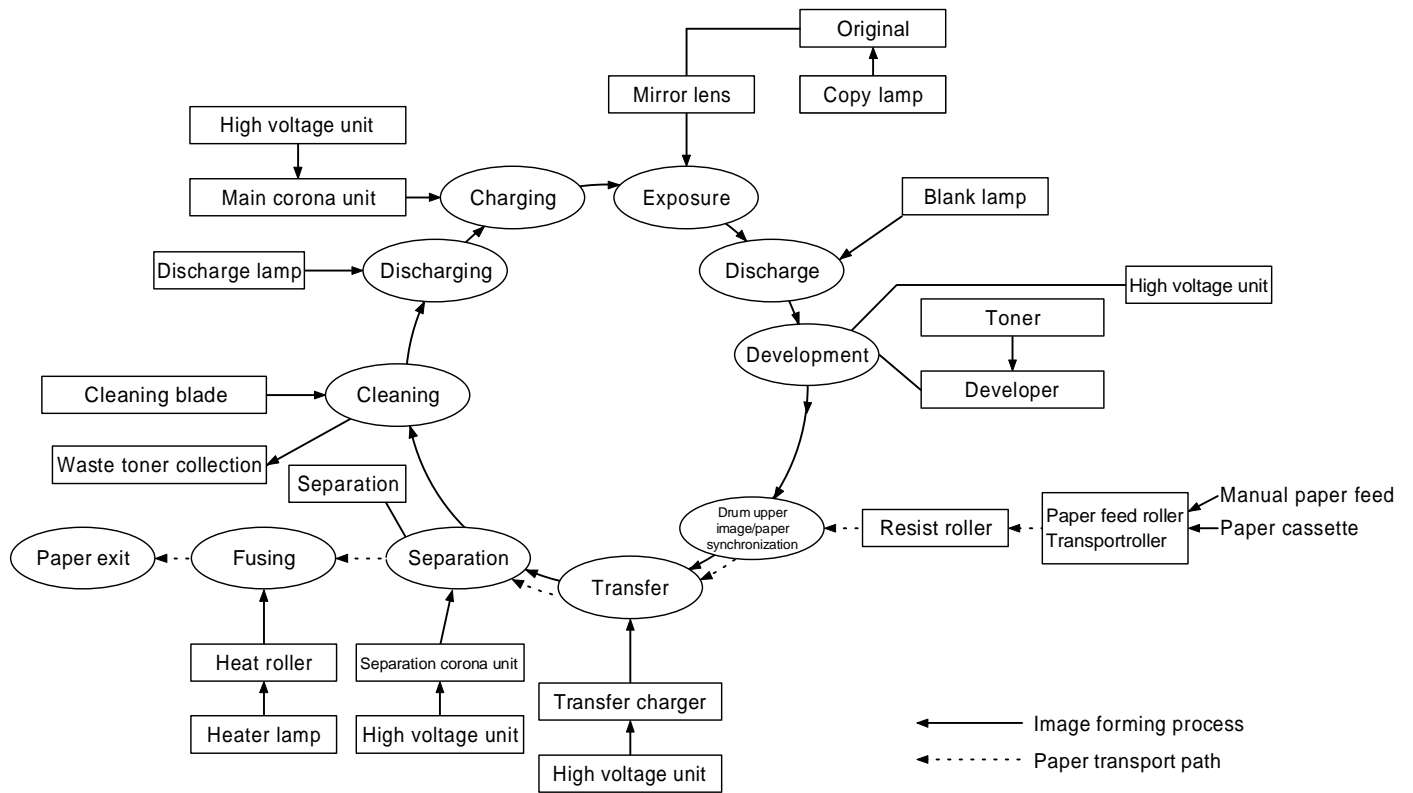 Original
Mirror lens
Copy lamp
High voltage unit
Main corona unit
Charging
Exposure
Blank lamp
Discharge lamp
Discharging
Discharge
High voltage unit
Toner
Development
Developer
Cleaning blade
Cleaning
Waste toner collection
Separation
Drum upper
image/paper
synchronization
Resist roller
Paper feed roller
Transportroller
Manual paper feed
Paper cassette
Paper exit
Fusing
Separation
Transfer
Heat roller
Separation corona unit
Transfer charger
Heater lamp
High voltage unit
High voltage unit
Image forming process
Paper transport path